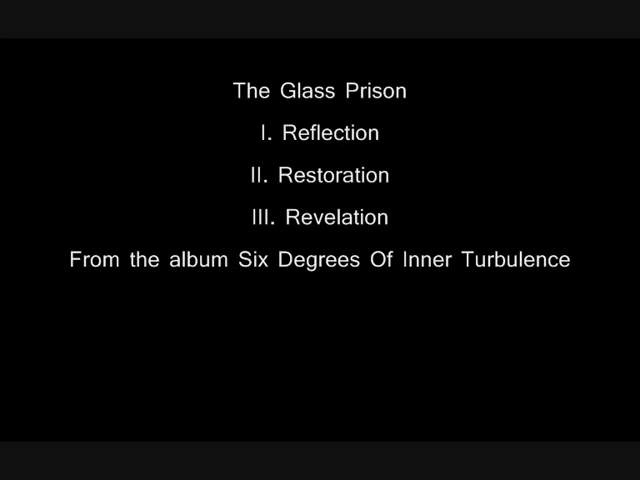 The Glass Prison
I. Reflection
II. Restoration
III. Revelation
From the album Six Degrees Of Inner Turbulence